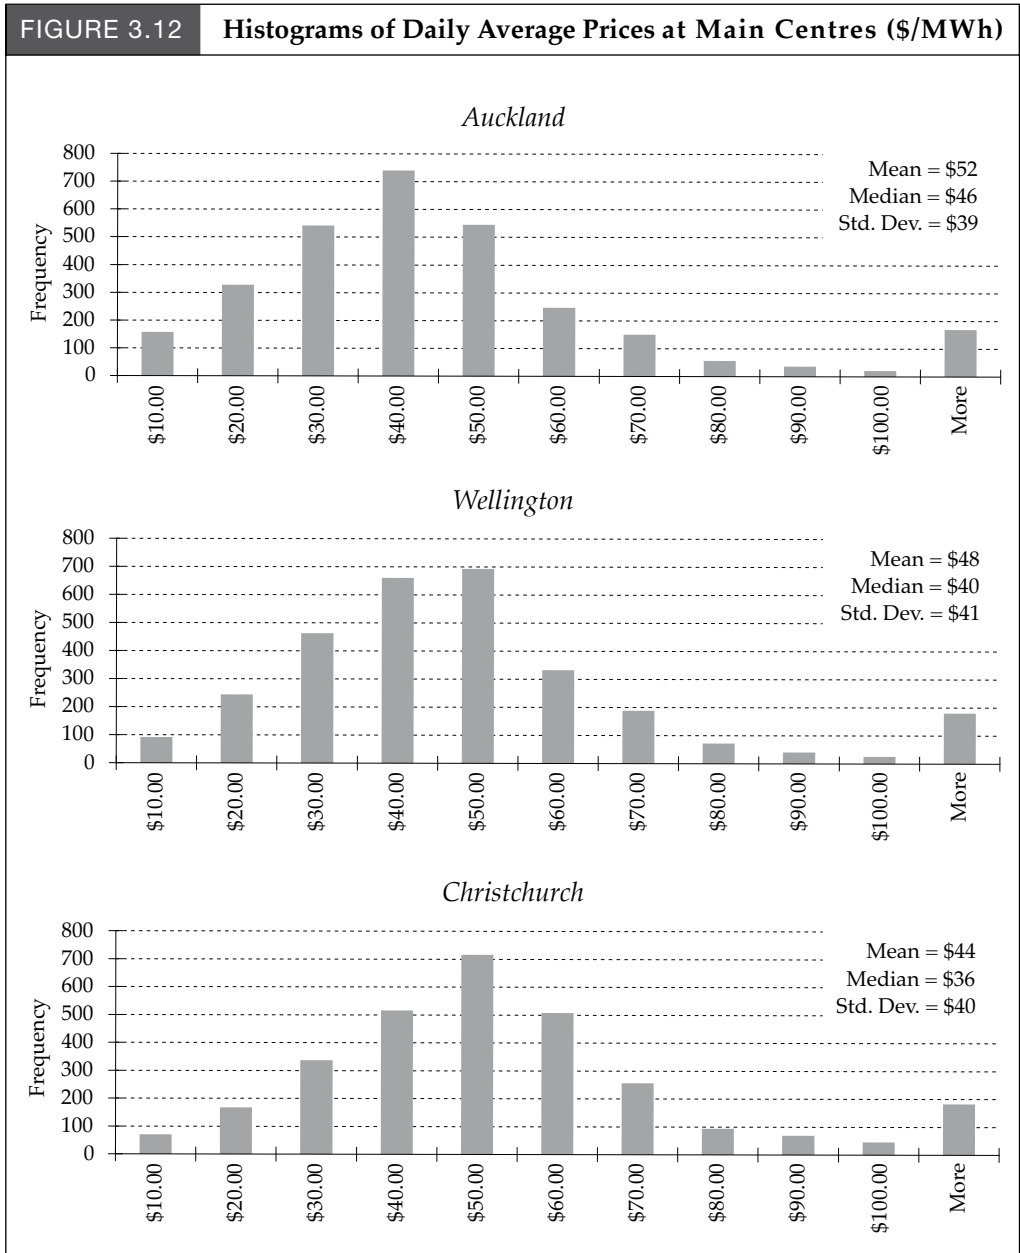 FIGURE 3.12 Histograms of Daily Average Prices at Main Centres ($/MWh)
Auckland
Mean = $52
Median = $46
Std. Dev. = $39
Frequency
800
700
600
500
400
300
200
100
0
$10.00 $20.00 $30.00 $40.00 $50.00 $60.00 $70.00 $80.00 $90.00 $100.00 More
Wellington
Mean = $48
Median = $40
Std. Dev. = $41
Frequency
800
700
600
500
400
300
200
100
0
$10.00 $20.00 $30.00 $40.00 $50.00 $60.00 $70.00 $80.00 $90.00 $100.00 More
Christchurch
Mean = $44
Median = $36
Std. Dev. = $40
Frequency
800
700
600
500
400
300
200
100
0
$10.00 $20.00 $30.00 $40.00 $50.00 $60.00 $70.00 $80.00 $90.00 $100.00 More